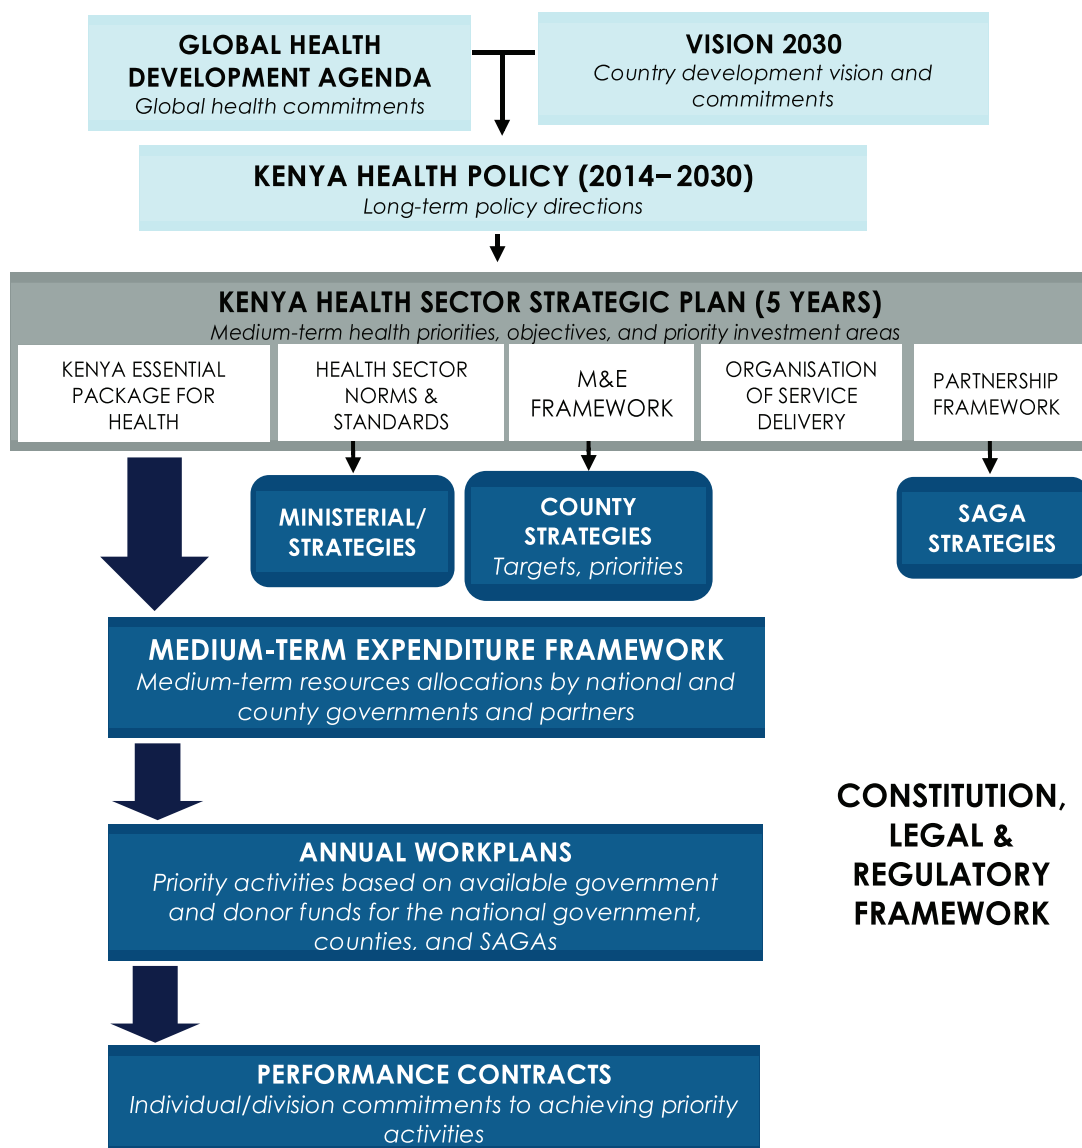 GLOBAL HEALTH
DEVELOPMENT AGENDA
Global health commitments
VISION 2030
Country development vision and
commitments
KENYA HEALTH POLICY (2014–2030)
Long-term policy directions
KENYA HEALTH SECTOR STRATEGIC PLAN (5 YEARS)
Medium-term health priorities, objectives, and priority investment areas
KENYA ESSENTIAL
PACKAGE FOR
HEALTH
HEALTH SECTOR
NORMS &
STANDARDS
M&E
FRAMEWORK
ORGANISATION
OF SERVICE
DELIVERY
PARTNERSHIP
FRAMEWORK
MINISTERIAL/
STRATEGIES
COUNTY
STRATEGIES
Targets, priorities
SAGA
STRATEGIES
MEDIUM-TERM EXPENDITURE FRAMEWORK
Medium-term resources allocations by national and
county governments and partners
ANNUAL WORKPLANS
Priority activities based on available government
and donor funds for the national government,
counties, and SAGAs
CONSTITUTION,
LEGAL &
REGULATORY
FRAMEWORK
PERFORMANCE CONTRACTS
Individual/division commitments to achieving priority
activities